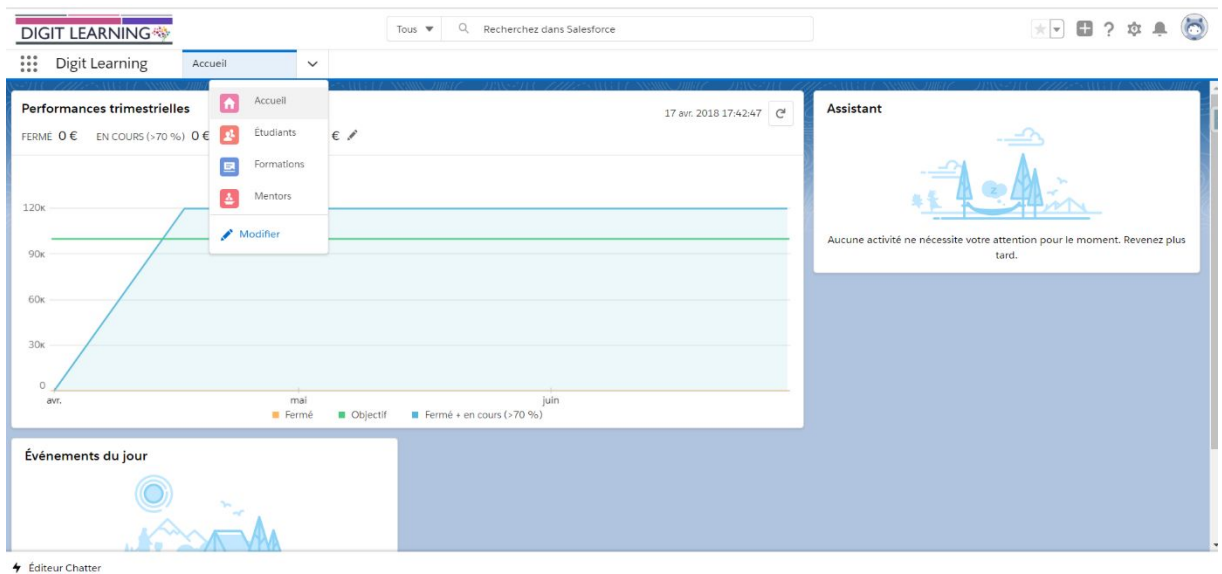 DIGIT LEARNING
Tous
Recherchez dans Salesforce
Digit Learning
Accueil
Accueil
Étudiants
Formations
Mentors
Modifier
Performances trimestrielles
17 avr. 2018 17:42:47
FERMÉ 0 € EN COURS (>70 %) 0 € €
120K
90K
60K
30K
0
avr. mai juin
Fermé Objectif Fermé + en cours (>70 %)
Assistant
Aucune activité ne nécessite votre attention pour le moment. Revenez plus
tard.
Événements du jour
Éditeur Chatter